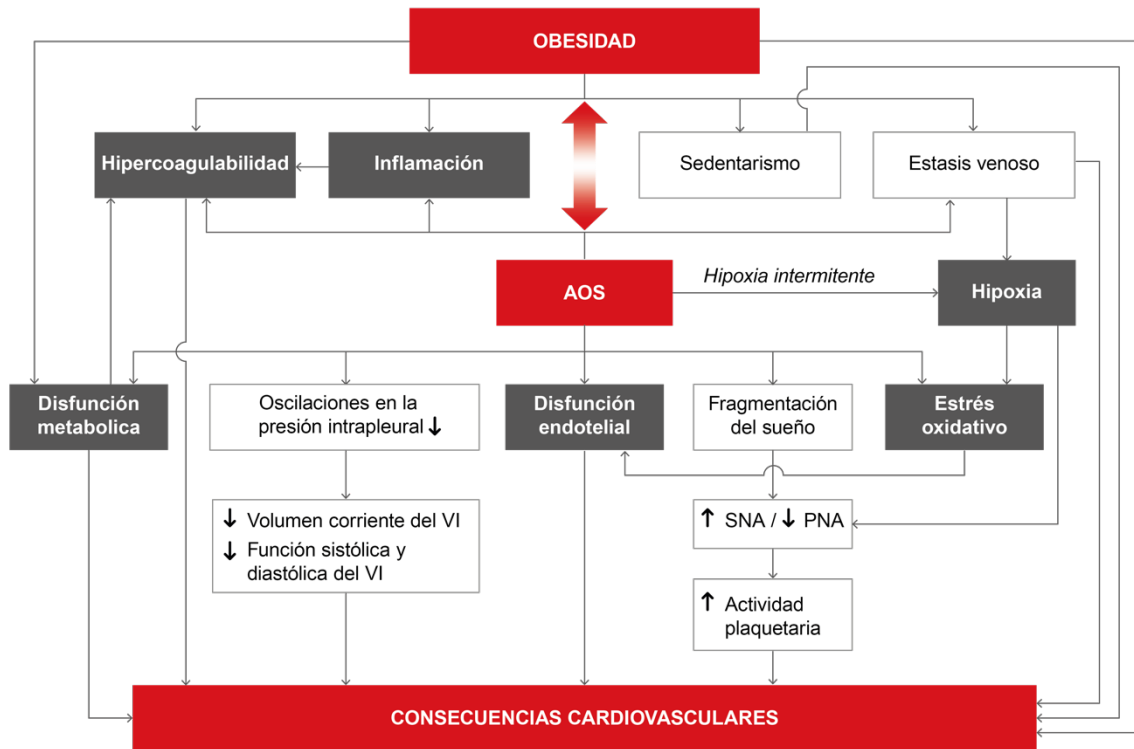 OBESIDAD
Hipercoagulabilidad
Inflamación
Sedentarismo
Estasis venoso
AOS
Hipoxia intermitente
Hipoxia
Disfunción
metabolica
Oscilaciones en la
presión intrapleural ↓
Disfunción
endotelial
Fragmentación
del sueño
Estrés
oxidativo
↓ Volumen corriente del VI
↓ Función sistólica y
diastólica del VI
↑ SNA / ↓ PNA
↑ Actividad
plaquetaria
CONSECUENCIAS CARDIOVASCULARES